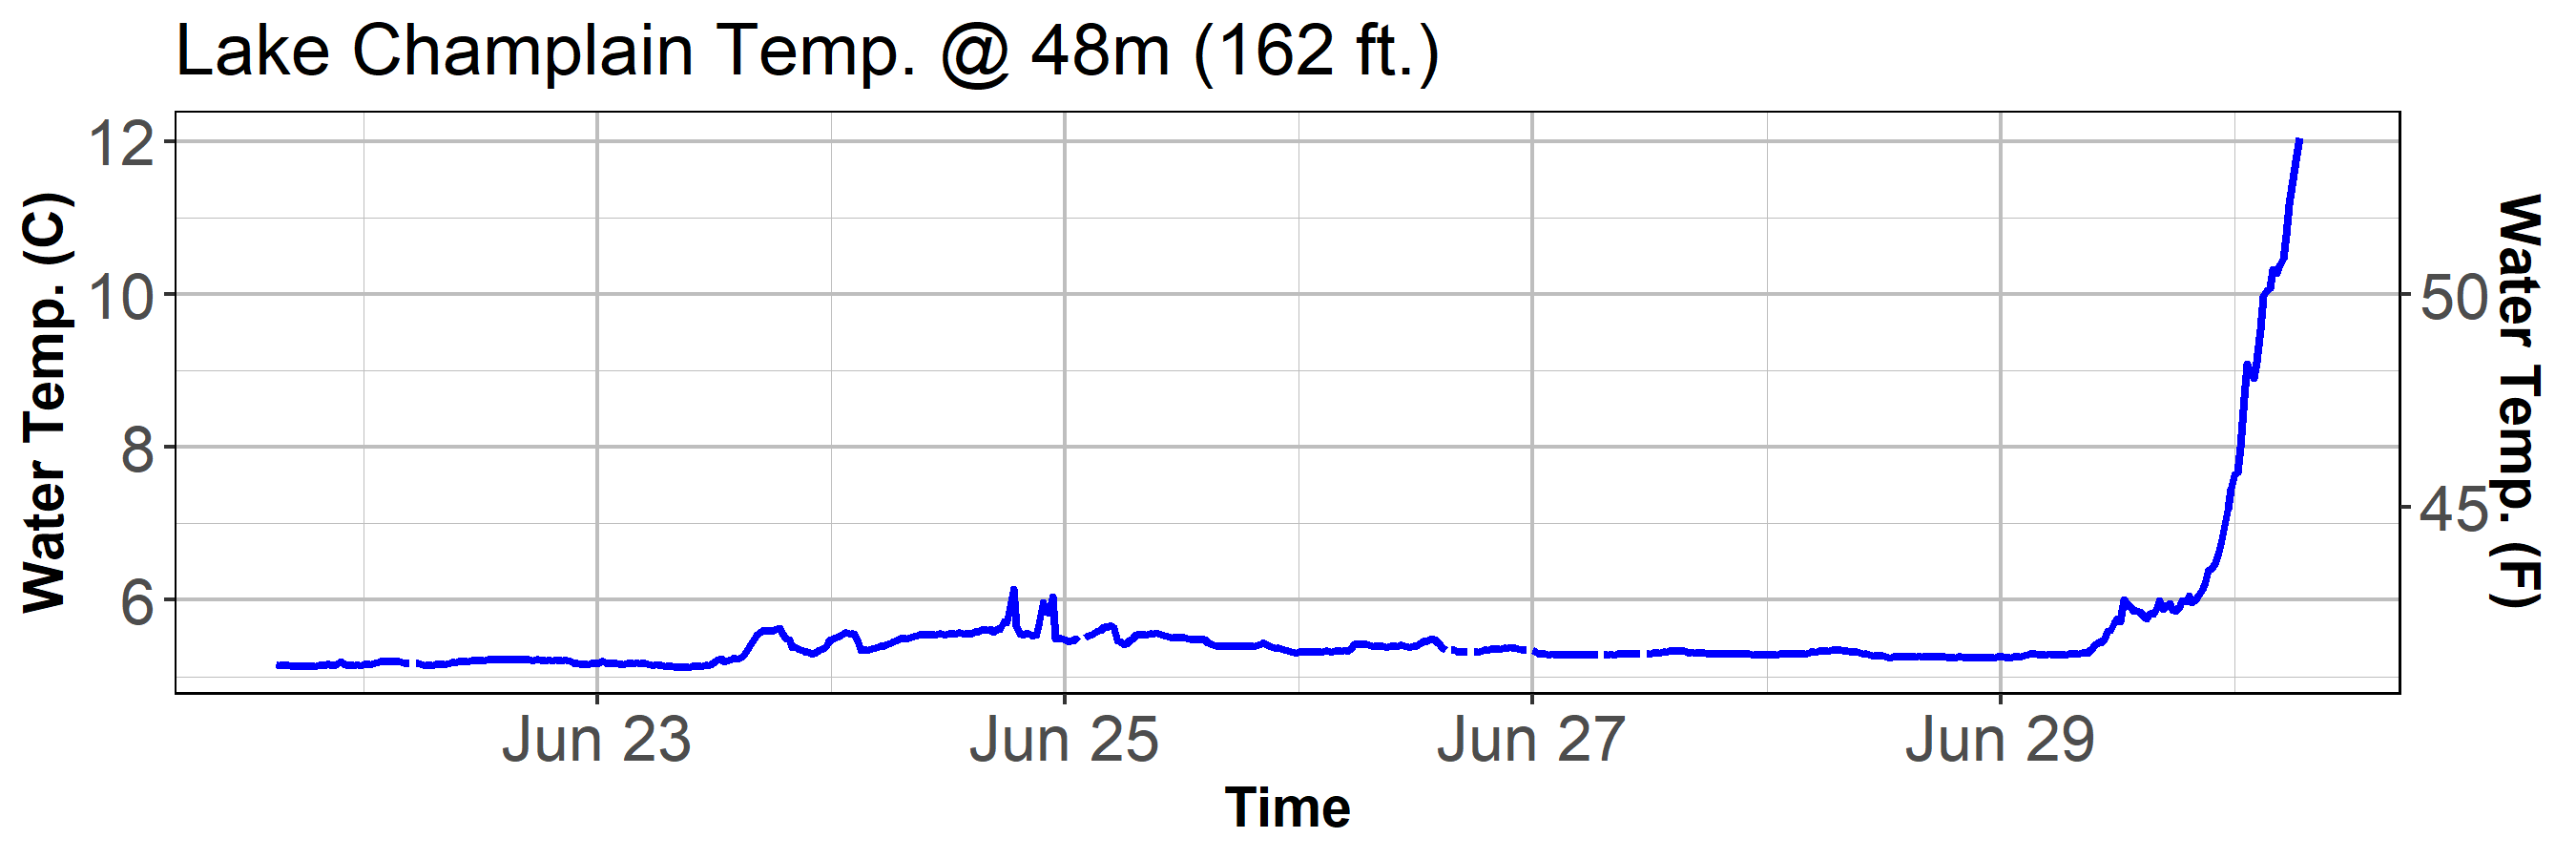 Lake Champlain Temp. @ 48m (162 ft.)
Water Temp. (C)
12
10
8
6
50
45
Water Temp. (F)
Jun 23
Jun 25
Jun 27
Jun 29
Time